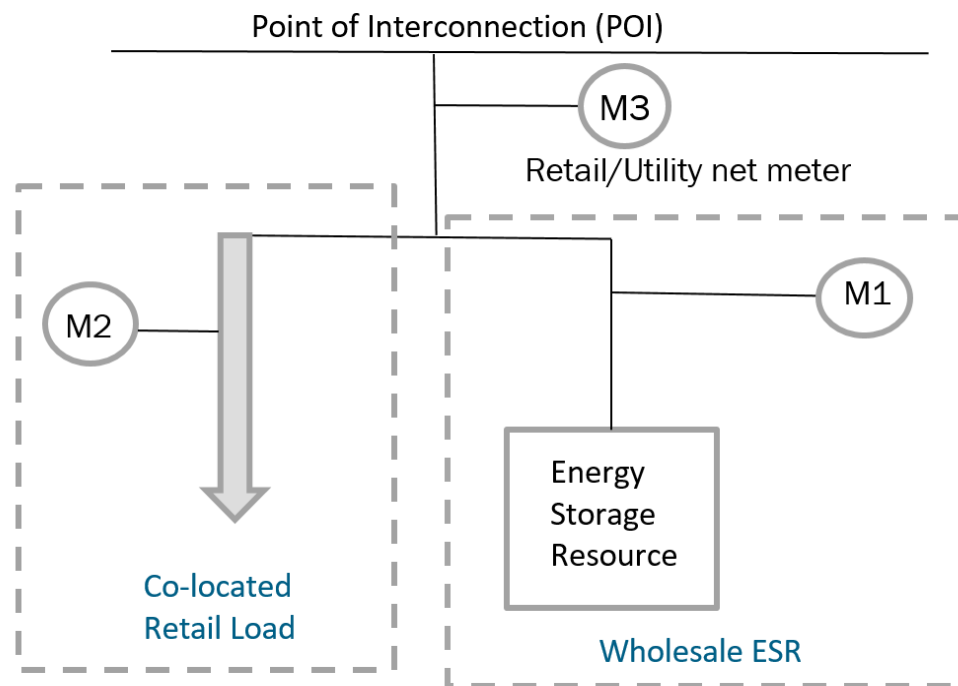 Point of Interconnection (POI)
M3
Retail/Utility net meter
M1
M2
Energy
Storage
Resource
Co-located
Retail Load
Wholesale ESR